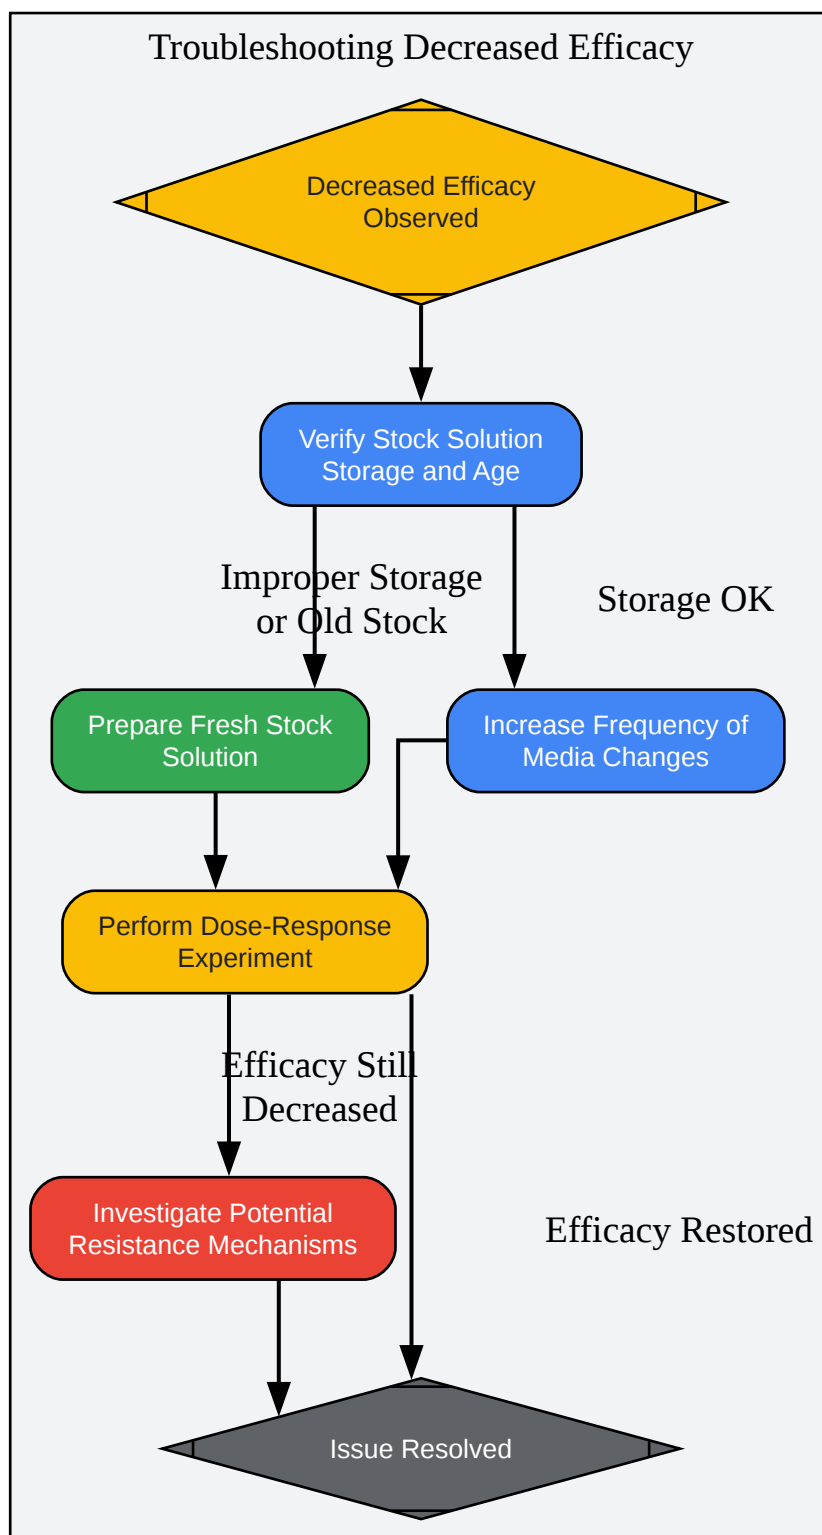 Troubleshooting Decreased Efficacy
Decreased Efficacy
Observed
Verify Stock Solution
Storage and Age
Improper Storage
or Old Stock
Storage OK
Prepare Fresh Stock
Solution
Increase Frequency of
Media Changes
Perform Dose-Response
Experiment
Efficacy Still
Decreased
Investigate Potential
Resistance Mechanisms
Efficacy Restored
Issue Resolved